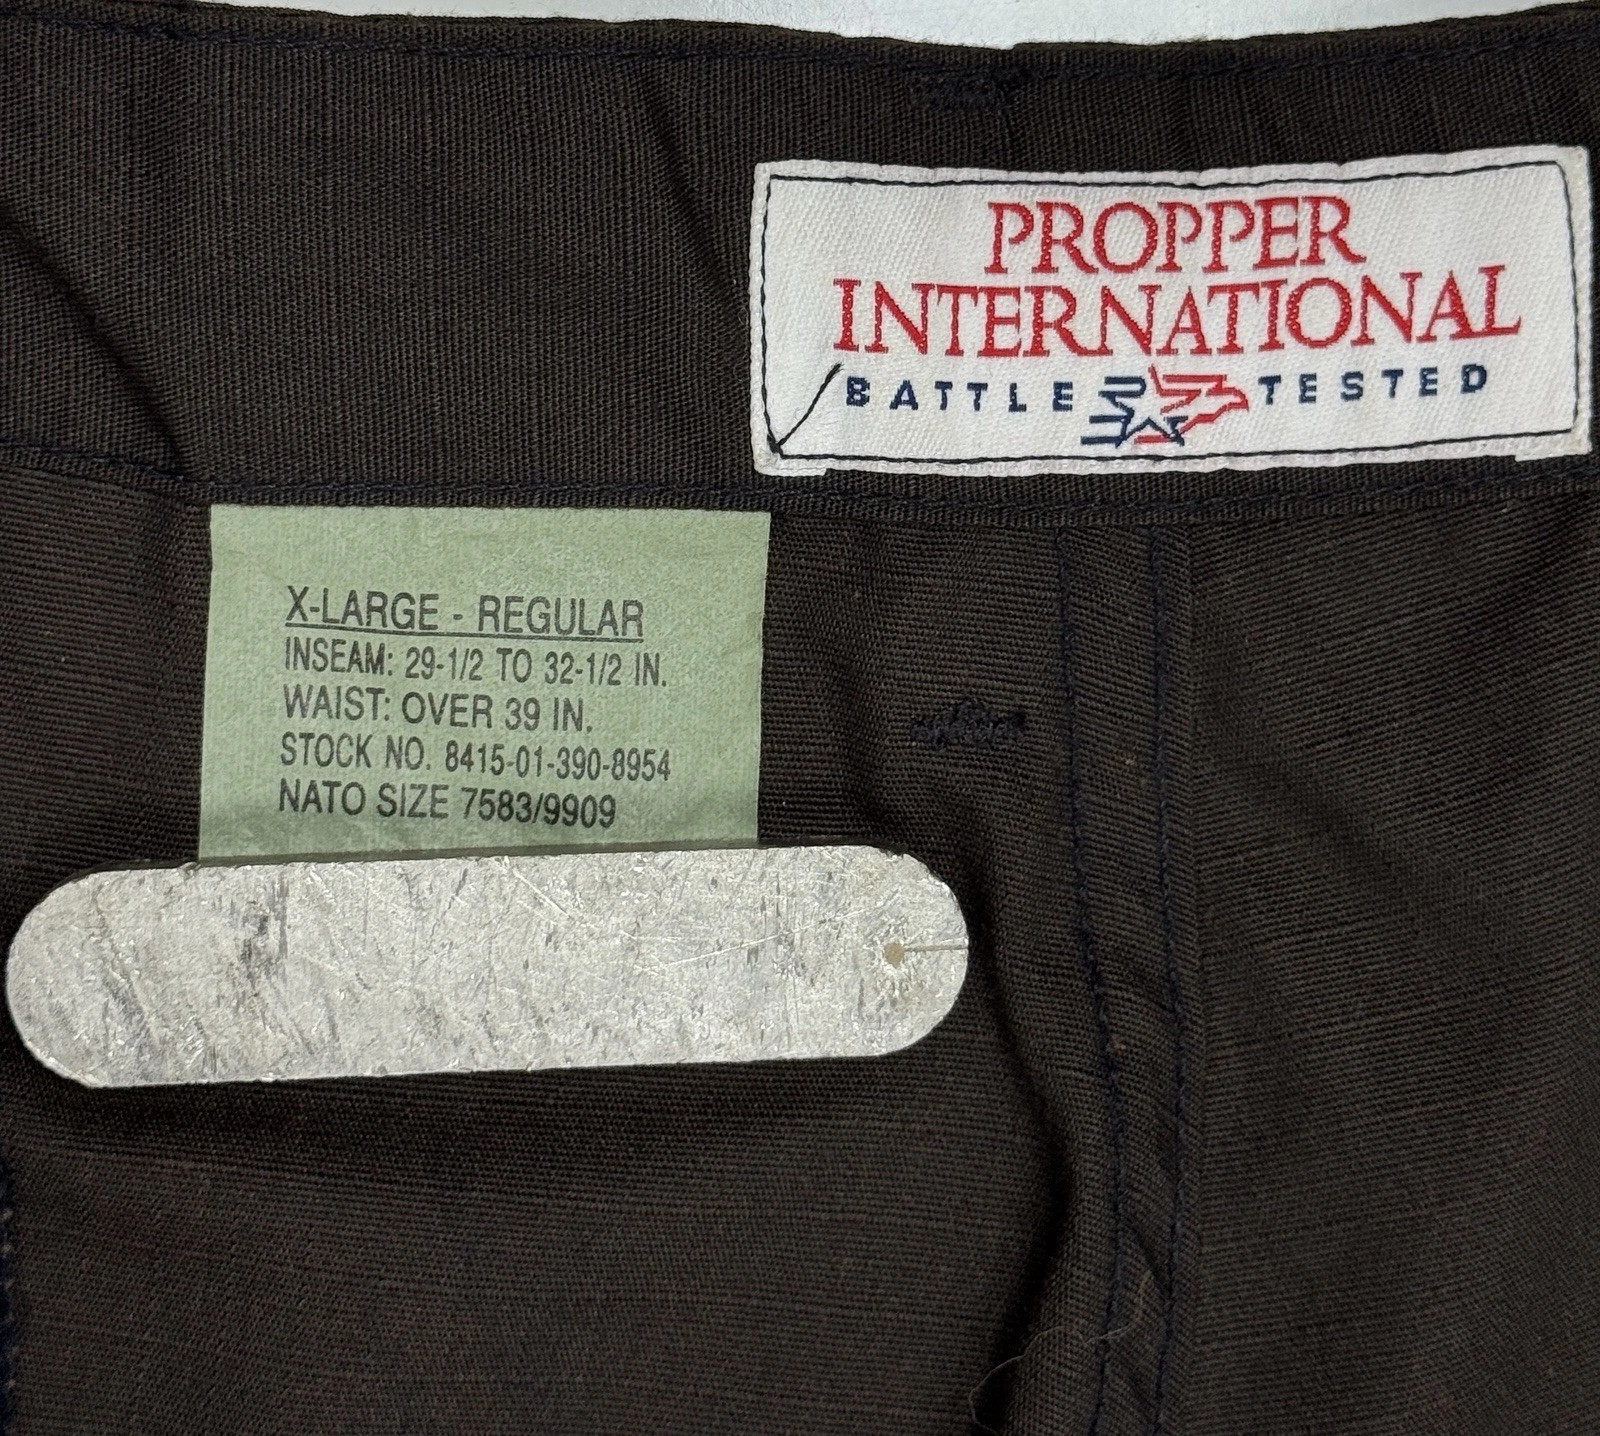 PROPPER
INTERNATIONAL
BATTLE TESTED
X-LARGE - REGULAR
INSEAM: 29-1/2 TO 32-1/2 IN.
WAIST: OVER 39 IN.
STOCK NO. 8415-01-390-8954
NATO SIZE 7583/9909